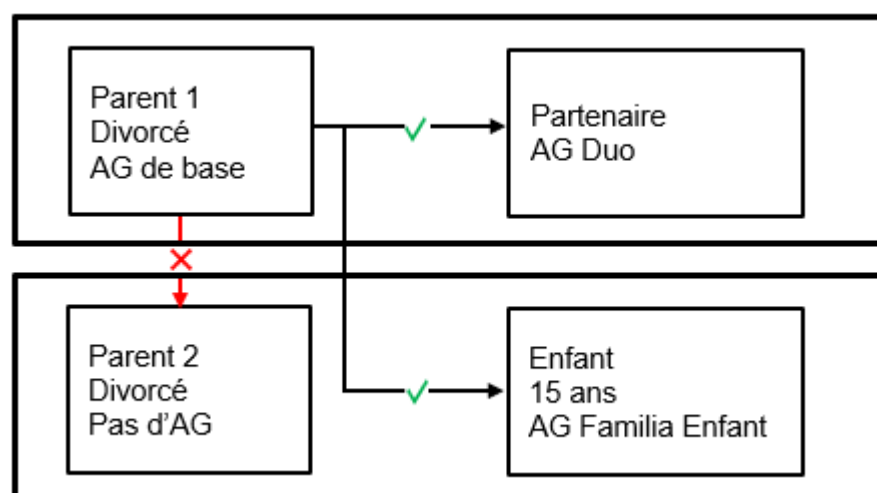 Parent 1
Divorcé
AG de base
Partenaire
AG Duo
Parent 2
Divorcé
Pas d'AG
Enfant
15 ans
AG Familia Enfant